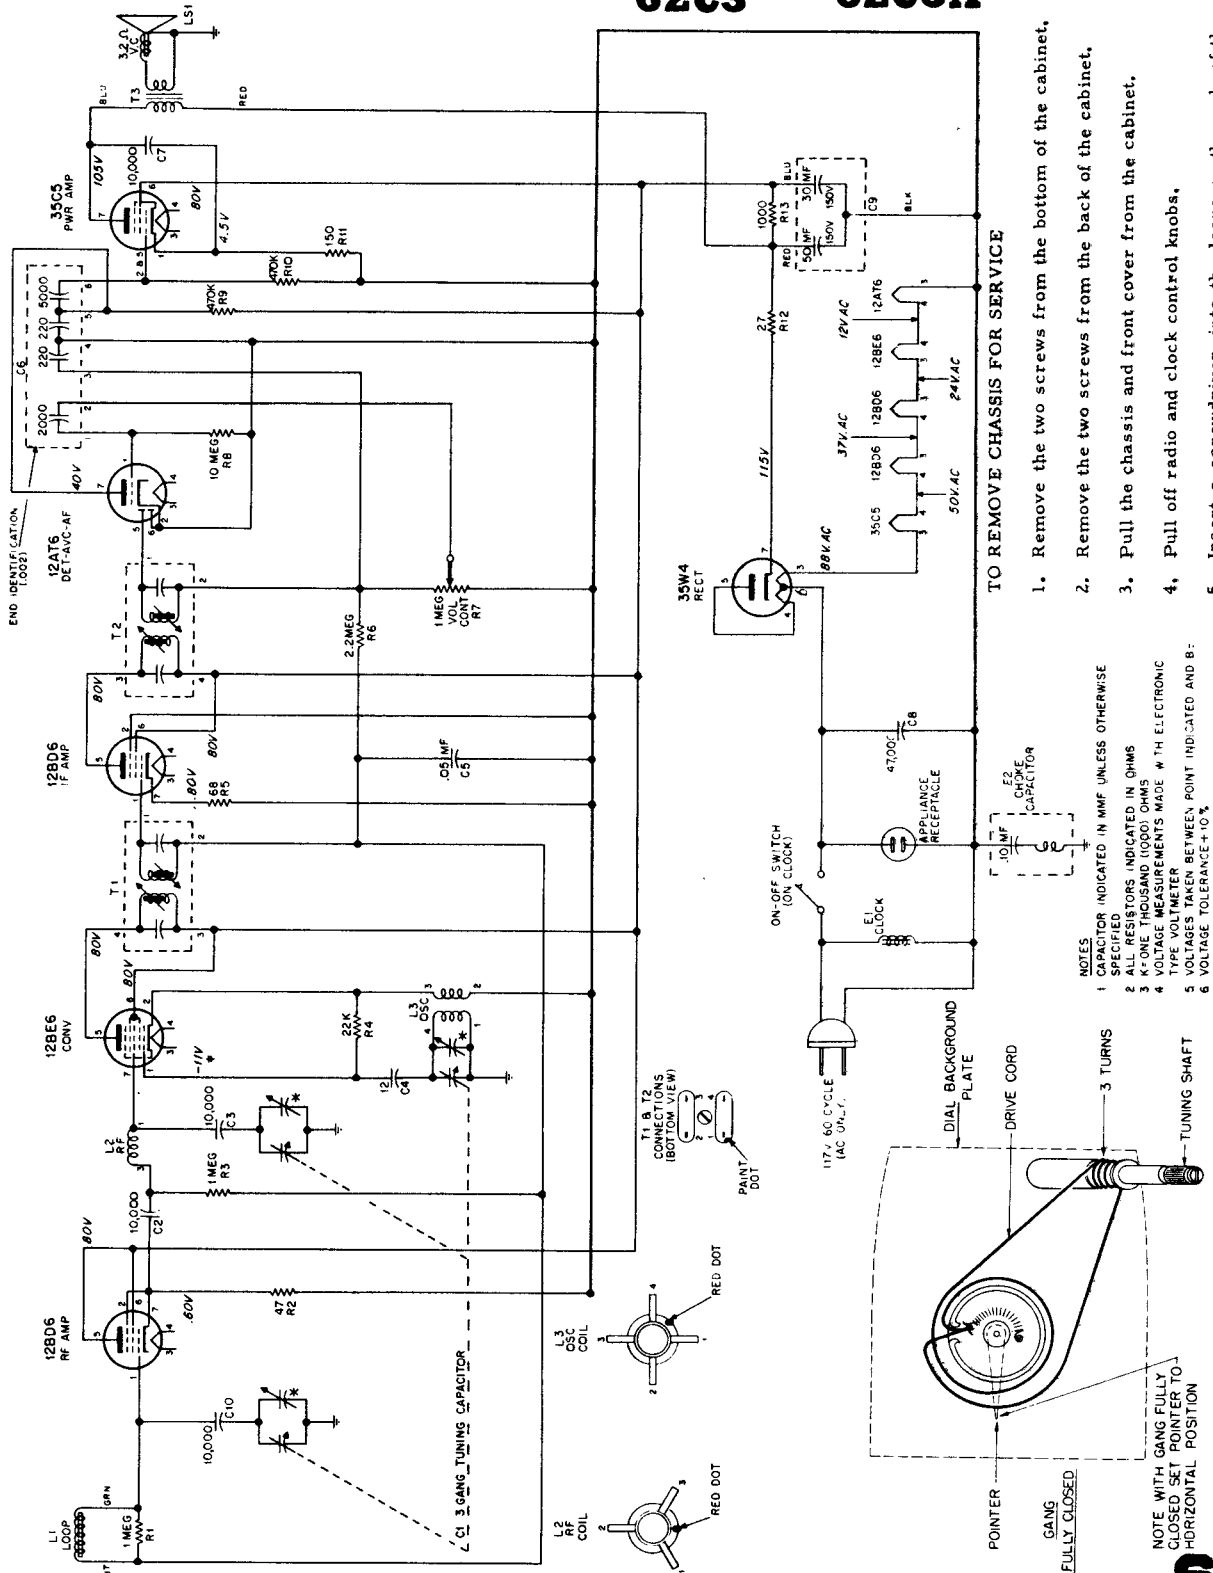 62C3
TO REMOVE CHASSIS FOR SERVICE
1. Remove the two screws from the bottom of the cabinet.
2. Remove the two screws from the back of the cabinet.
3. Pull the chassis and front cover from the cabinet.
4. Pull off radio and clock control knobs.
END IDENTIFICATION
(.002)
12BD6
RF AMP
12BE6
CONV
12BD6
IF AMP
12AT6
DET-AVC-AF
35C5
PWR AMP
L1
LOOP
GRN
1 MEG
R1
10,000
C10
47
R2
.60V
80V
10,000
C2
1 MEG
R3
L2
RF
10,000
C3
-11V
22K
R4
12
C4
L3
OSC
80V
80V
T1
68
R5
.80V
80V
80V
T2
.05 MF
C5
2.2MEG
R6
1 MEG
VOL
CONT
R7
40V
10 MEG
R8
C6
2000
220
220
5000
470K
R9
470K
R10
150
R11
4.5V
80V
105V
10,000
C7
BLU
T3
RED
3.2 Ω
V.C.
LS1
C1 3 GANG TUNING CAPACITOR
35W4
RECT
115V
27
R12
1000
R13
RED
BLU
50 MF
150V
30 MF
150V
C9
BLK
88V.AC
50V.AC
37V.AC
24V.AC
12V.AC
35C5
12BD6
12BD6
12BE6
12AT6
ON-OFF SWITCH
(ON CLOCK)
E1
CLOCK
APPLIANCE
RECEPTACLE
47,000
C8
.10 MF
E2
CHOKE
CAPACITOR
117V 60 CYCLE
(AC ONLY)
T1 & T2
CONNECTIONS
(BOTTOM VIEW)
PAINT
DOT
L2
RF
COIL
RED DOT
L3
OSC
COIL
RED DOT
NOTES
1 CAPACITOR INDICATED IN MMF UNLESS OTHERWISE
SPECIFIED
2 ALL RESISTORS INDICATED IN OHMS
3 K=ONE THOUSAND (1000) OHMS
4 VOLTAGE MEASUREMENTS MADE WITH ELECTRONIC
TYPE VOLTMETER
5 VOLTAGES TAKEN BETWEEN POINT INDICATED AND B-
6 VOLTAGE TOLERANCE ± 10%
DIAL BACKGROUND
PLATE
DRIVE CORD
3 TURNS
TUNING SHAFT
POINTER
GANG
FULLY CLOSED
NOTE WITH GANG FULLY
CLOSED SET POINTER TO
HORIZONTAL POSITION